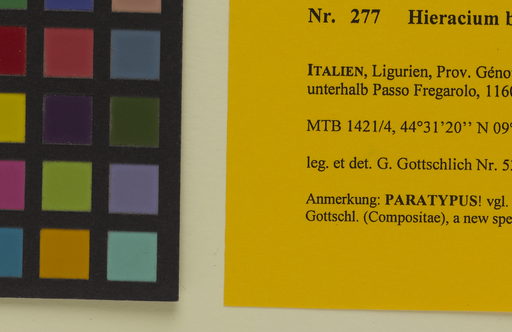 Nr. 277 Hieracium b
ITALIEN, Ligurien, Prov. Géno
unterhalb Passo Fregarolo, 1160
MTB 1421/4, 44°31'20'' N 09°
leg. et det. G. Gottschlich Nr. 5
Anmerkung: PARATYPUS! vgl.
Gottschl. (Compositae), a new spe